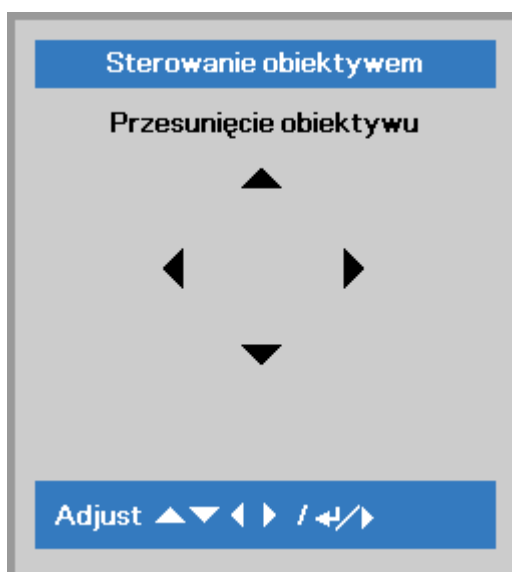 Sterowanie obiektywem
Przesunięcie obiektywu
Adjust ▲▼◀ ▶ / ↵/▶